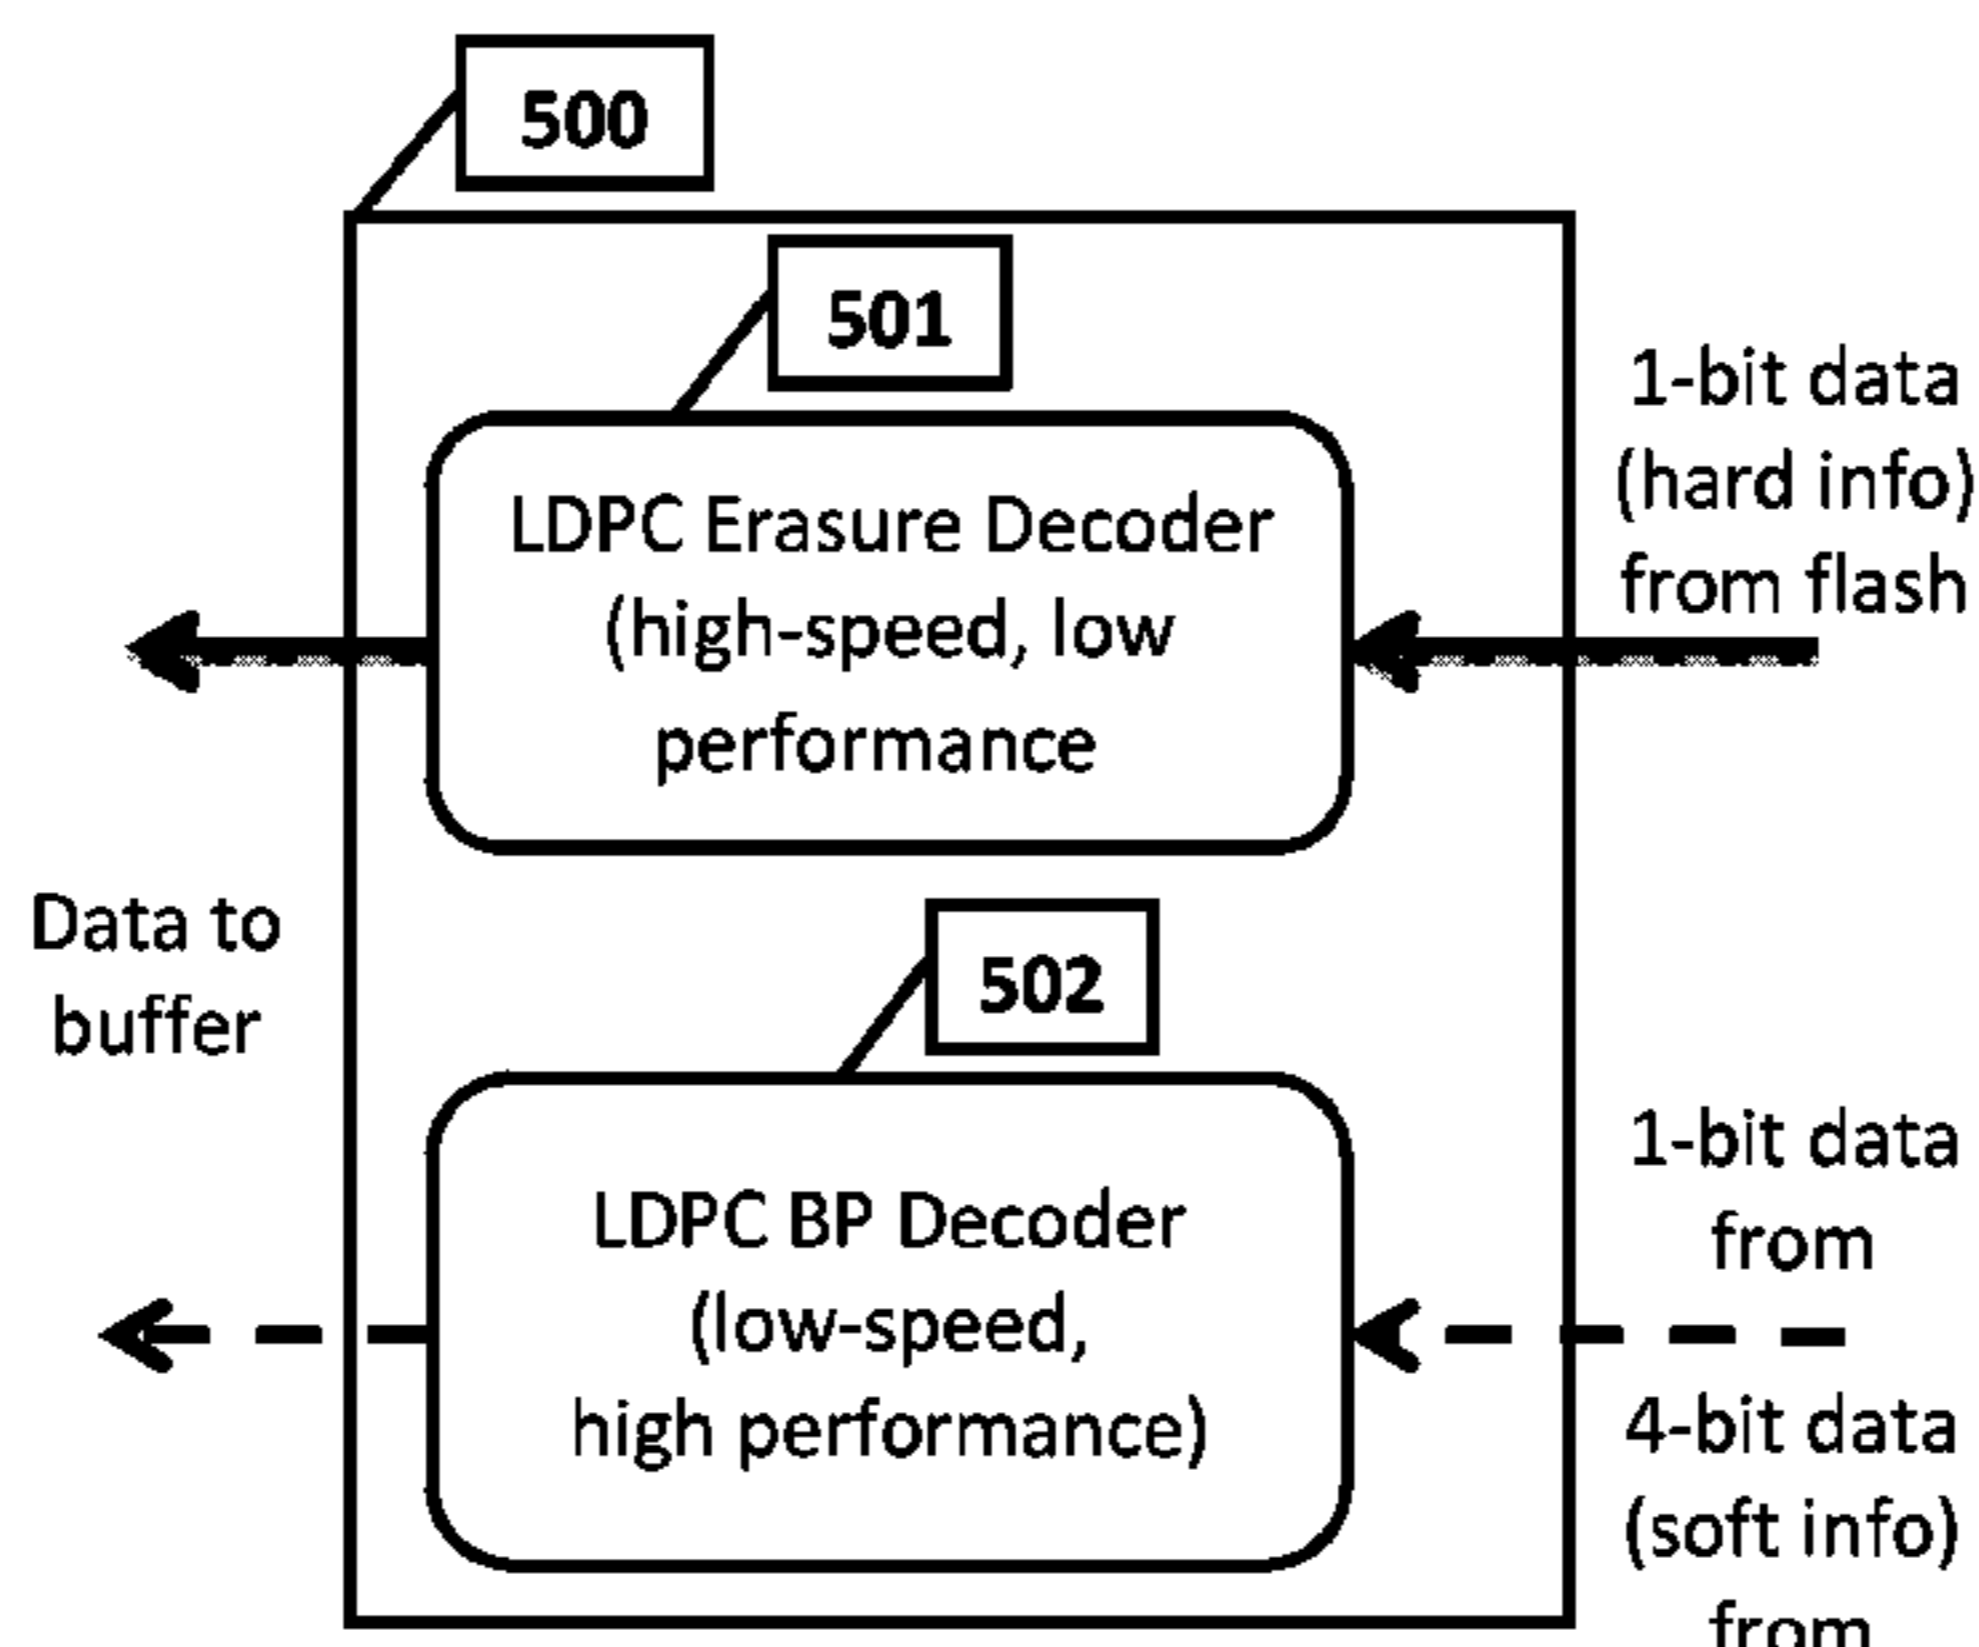 500
501
1-bit data
(hard info)
from flash
LDPC Erasure Decoder
(high-speed, low
performance
Data to
buffer
502
1-bit data
from
LDPC BP Decoder
(low-speed,
high performance)
4-bit data
(soft info)
from